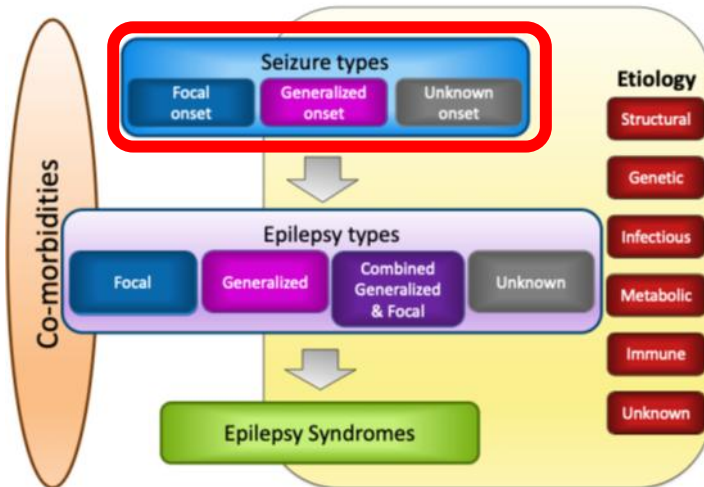 Seizure types
Focal
onset
Generalized
onset
Unknown
onset
Etiology
Structural
Genetic
Infectious
Metabolic
Immune
Unknown
Co-morbidities
Epilepsy types
Focal
Generalized
Combined
Generalized
& Focal
Unknown
Epilepsy Syndromes